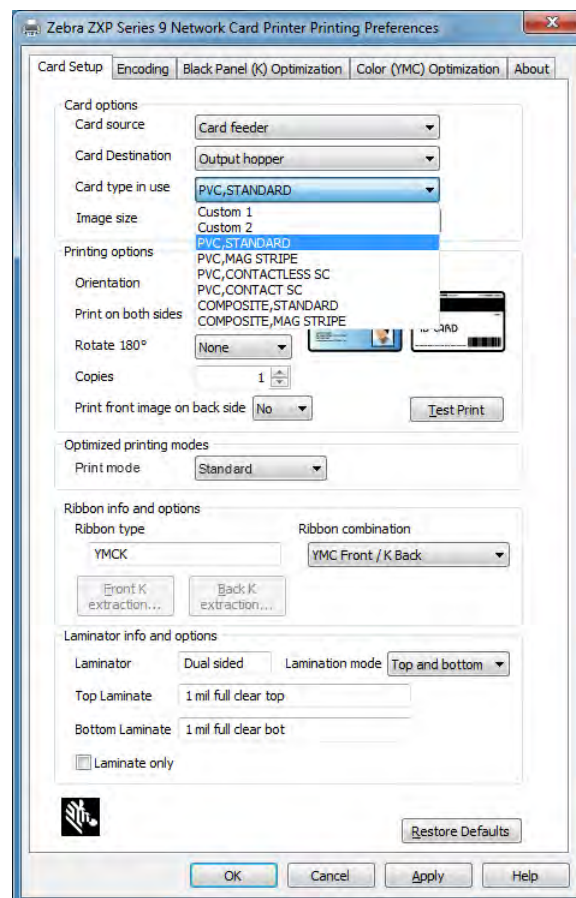 Zebra ZXP Series 9 Network Card Printer Printing Preferences
Card Setup Encoding Black Panel (K) Optimization Color (YMC) Optimization About
Card options
Card source Card feeder
Card Destination Output hopper
Card type in use PVC,STANDARD
Image size
Custom 1
Custom 2
PVC,STANDARD
PVC,MAG STRIPE
PVC,CONTACTLESS SC
PVC,CONTACT SC
COMPOSITE,STANDARD
COMPOSITE,MAG STRIPE
Printing options
Orientation
Print on both sides
ID CARD
Rotate 180° None
Copies 1
Print front image on back side No Test Print
Optimized printing modes
Print mode Standard
Ribbon info and options
Ribbon type Ribbon combination
YMCK YMC Front / K Back
Front K extraction... Back K extraction...
Laminator info and options
Laminator Dual sided Lamination mode Top and bottom
Top Laminate 1 mil full clear top
Bottom Laminate 1 mil full clear bot
Laminate only
Restore Defaults
OK Cancel Apply Help